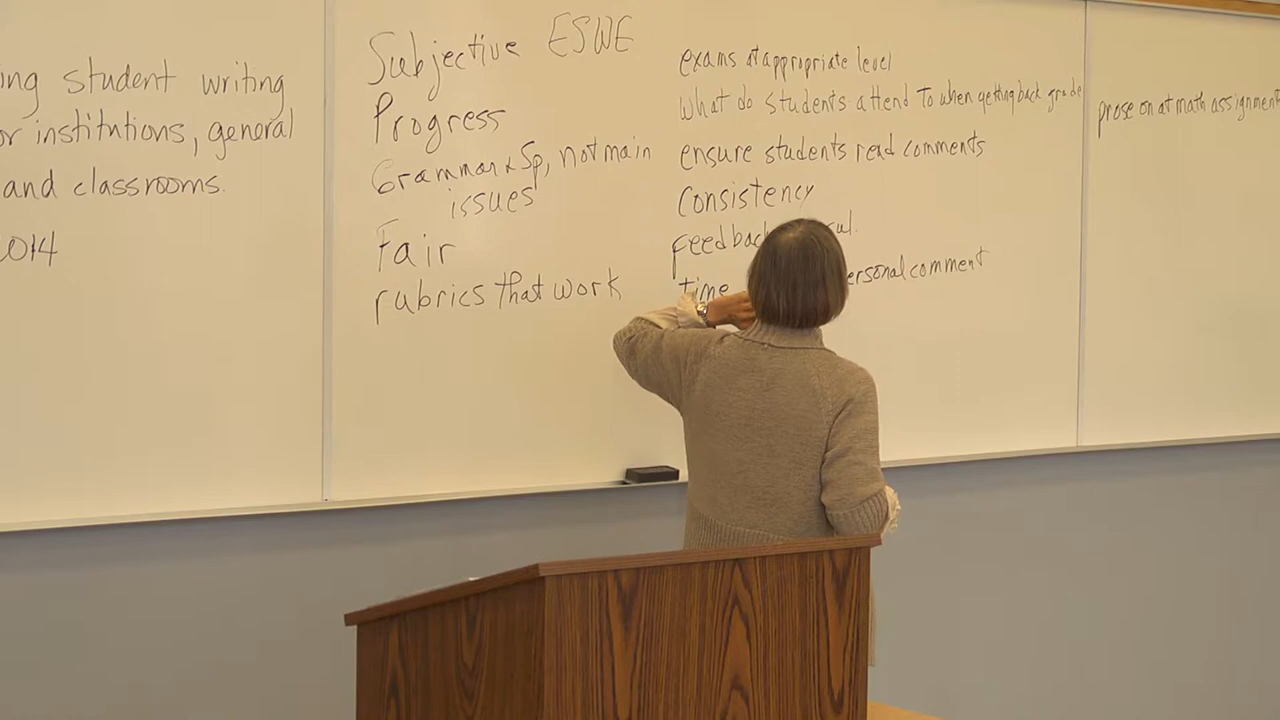 ing student writing
or institutions, general
and classrooms.
2014
Subjective ESWE
Progress
Grammar & Sp, not main
issues
Fair
rubrics that work
exams at appropriate level
What do students attend to when getting back grade
ensure students read comments
Consistency
feedback
time personal comment
prose on at math assignment